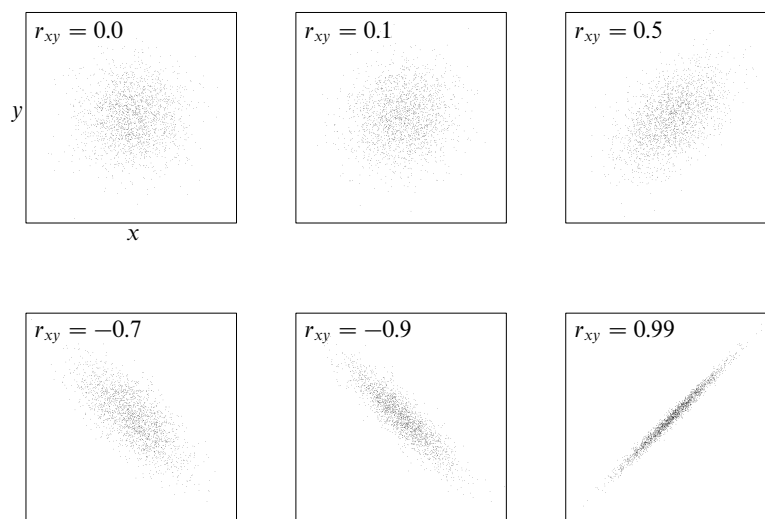 r_xy = 0.0
r_xy = 0.1
r_xy = 0.5
y
x
r_xy = −0.7
r_xy = −0.9
r_xy = 0.99